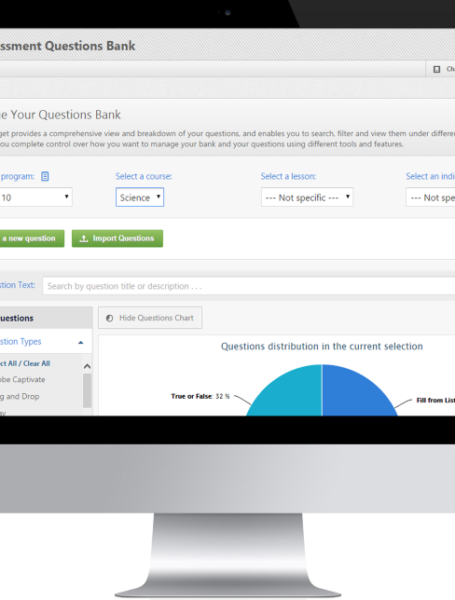 ssment Questions Bank
Ch
e Your Questions Bank
get provides a comprehensive view and breakdown of your questions, and enables you to search, filter and view them under differe
ou complete control over how you want to manage your bank and your questions using different tools and features.
program: Select a course: Select a lesson: Select an indi
10 Science --- Not specific --- --- Not spe
a new question Import Questions
stion Text: Search by question title or description . . .
uestions Hide Questions Chart
stion Types
Questions distribution in the current selection
ct All / Clear All
obe Captivate
g and Drop
True or False: 32 % Fill from List